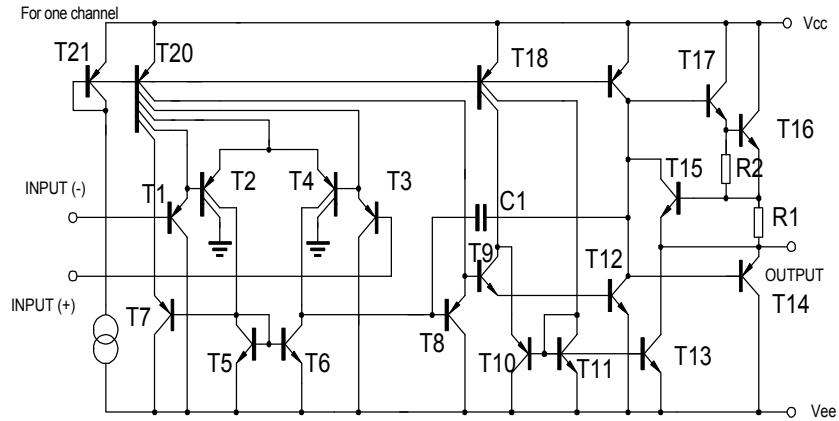 For one channel
Vcc
T21
T20
T18
T17
T16
T15
R2
R1
INPUT (-)
T1
T2
T4
T3
C1
T9
T12
OUTPUT
T14
INPUT (+)
T7
T8
T5
T6
T10
T11
T13
Vee